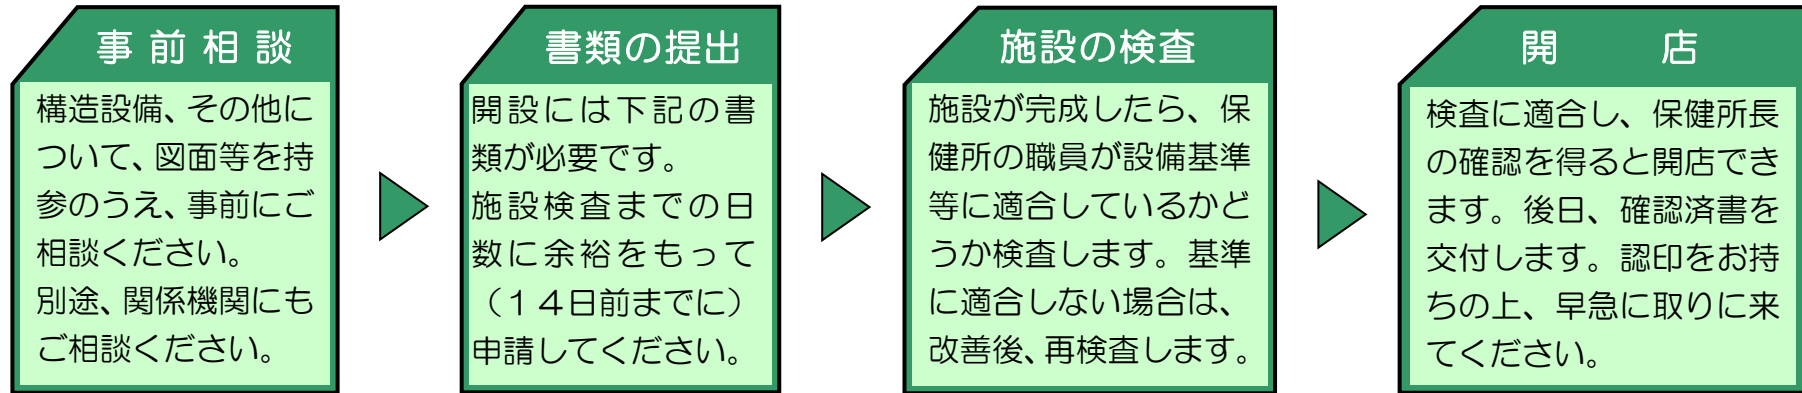 事前相談
構造設備、その他に
ついて、図面等を持
参のうえ、事前にご
相談ください。
別途、関係機関にも
ご相談ください。
書類の提出
開設には下記の書
類が必要です。
施設検査までの日
数に余裕をもって
（１４日前までに）
申請してください。
施設の検査
施設が完成したら、保
健所の職員が設備基準
等に適合しているかど
うか検査します。基準
に適合しない場合は、
改善後、再検査します。
開店
検査に適合し、保健所長
の確認を得ると開店でき
ます。後日、確認済書を
交付します。認印をお持
ちの上、早急に取りに来
てください。